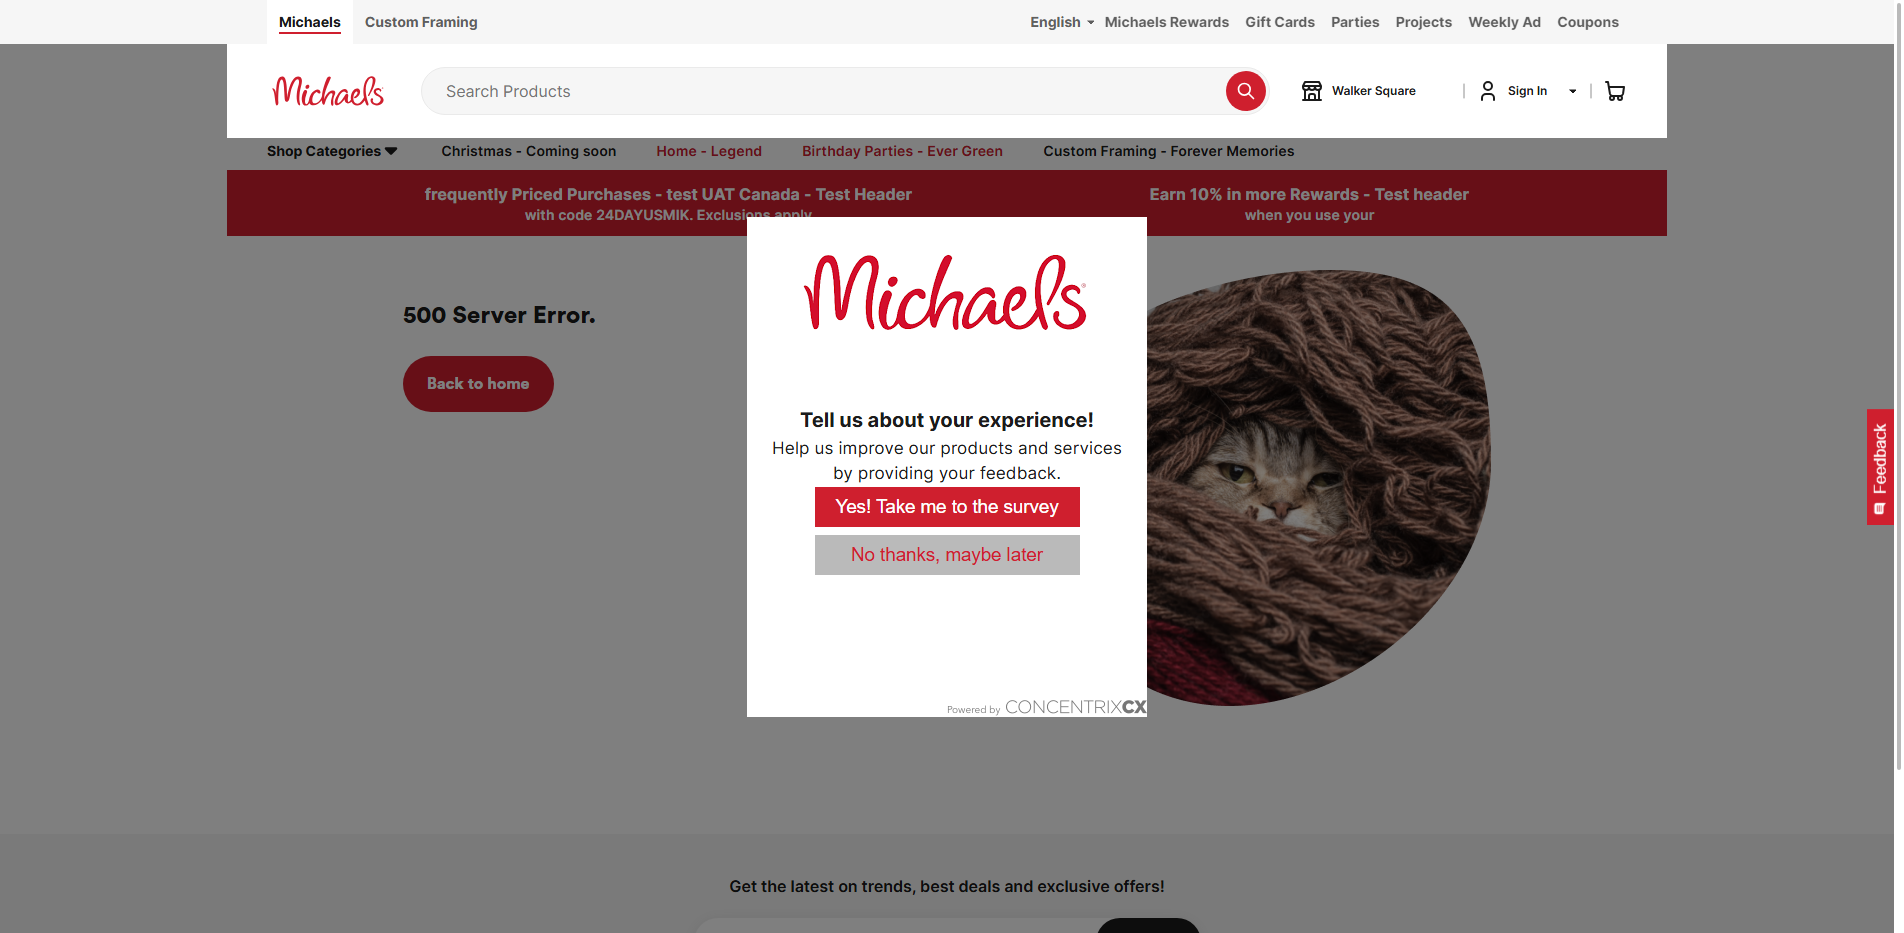 Michaels
Custom Framing
English
Michaels Rewards
Gift Cards
Parties
Projects
Weekly Ad
Coupons
Michaels
Search Products
Walker Square
Sign In
Shop Categories
Christmas - Coming soon
Home - Legend
Birthday Parties - Ever Green
Custom Framing - Forever Memories
frequently Priced Purchases - test UAT Canada - Test Header
with code 24DAYUSMIK. Exclusions apply
Earn 10% in more Rewards - Test header
when you use your
500 Server Error.
Back to home
Michaels
Tell us about your experience!
Help us improve our products and services
by providing your feedback.
Yes! Take me to the survey
No thanks, maybe later
Powered by CONCENTRIXCX
Feedback
Get the latest on trends, best deals and exclusive offers!